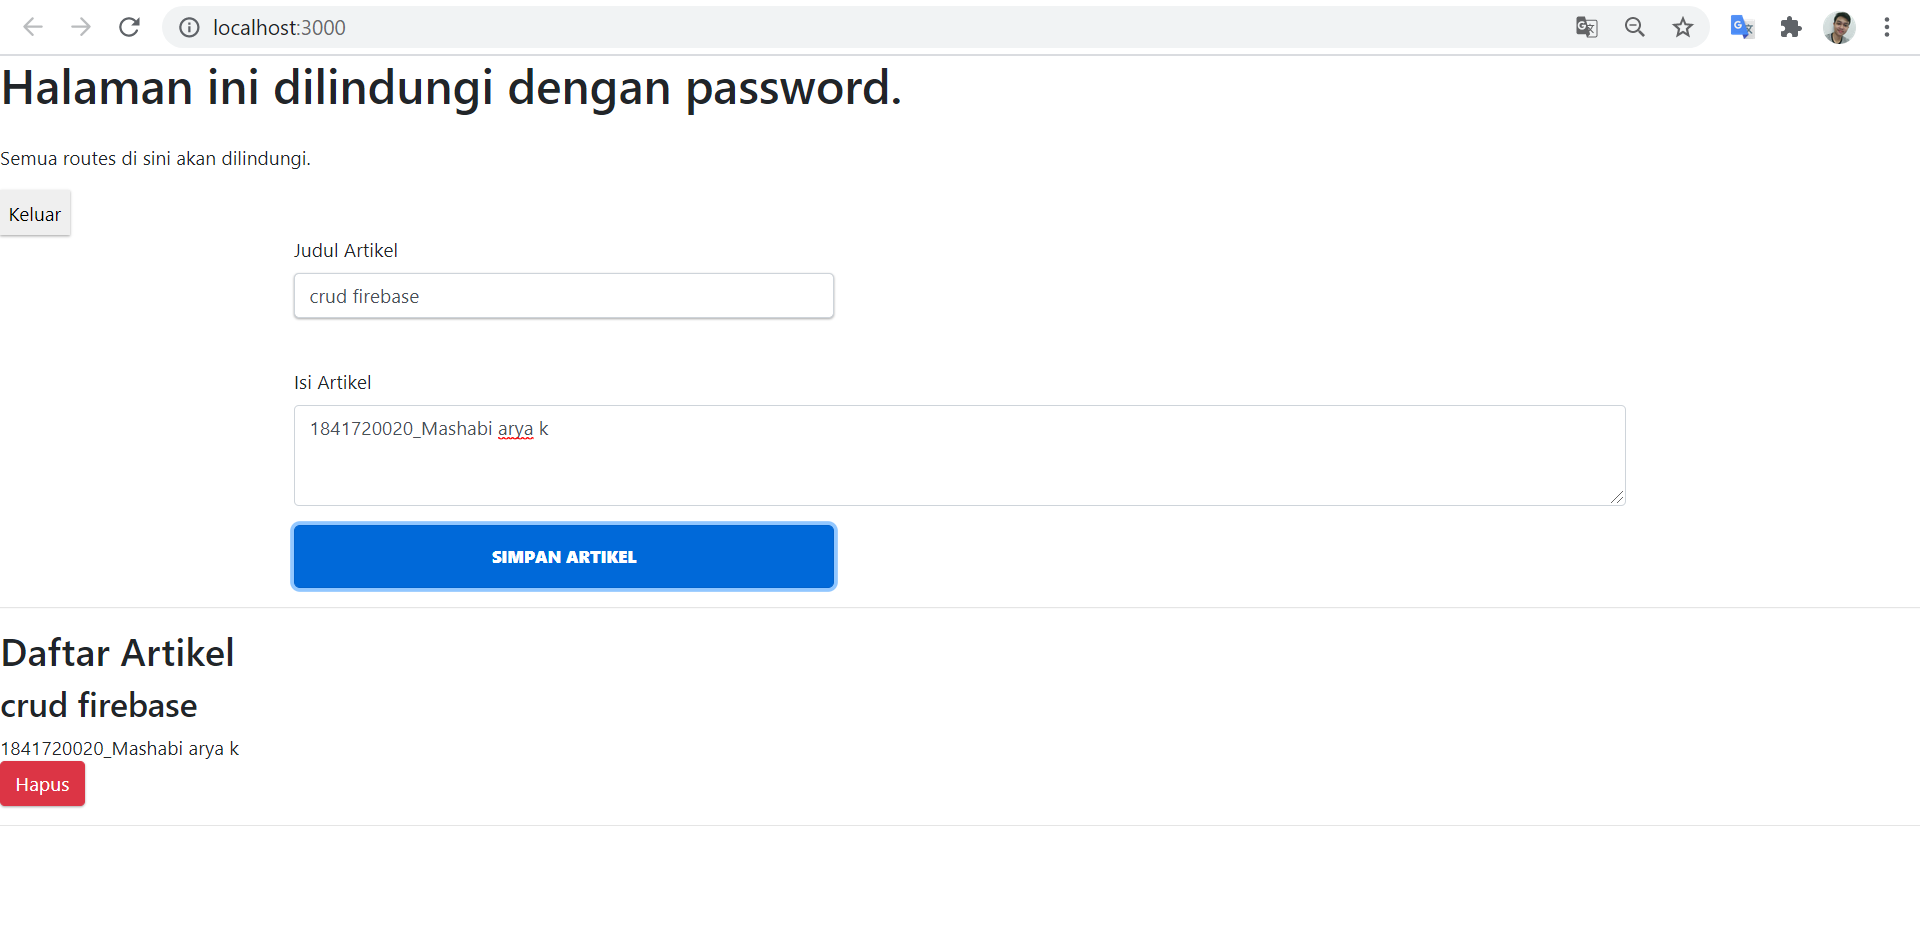 localhost:3000
Halaman ini dilindungi dengan password.
Semua routes di sini akan dilindungi.
Keluar
Judul Artikel
crud firebase
Isi Artikel
1841720020_Mashabi arya k
SIMPAN ARTIKEL
Daftar Artikel
crud firebase
1841720020_Mashabi arya k
Hapus